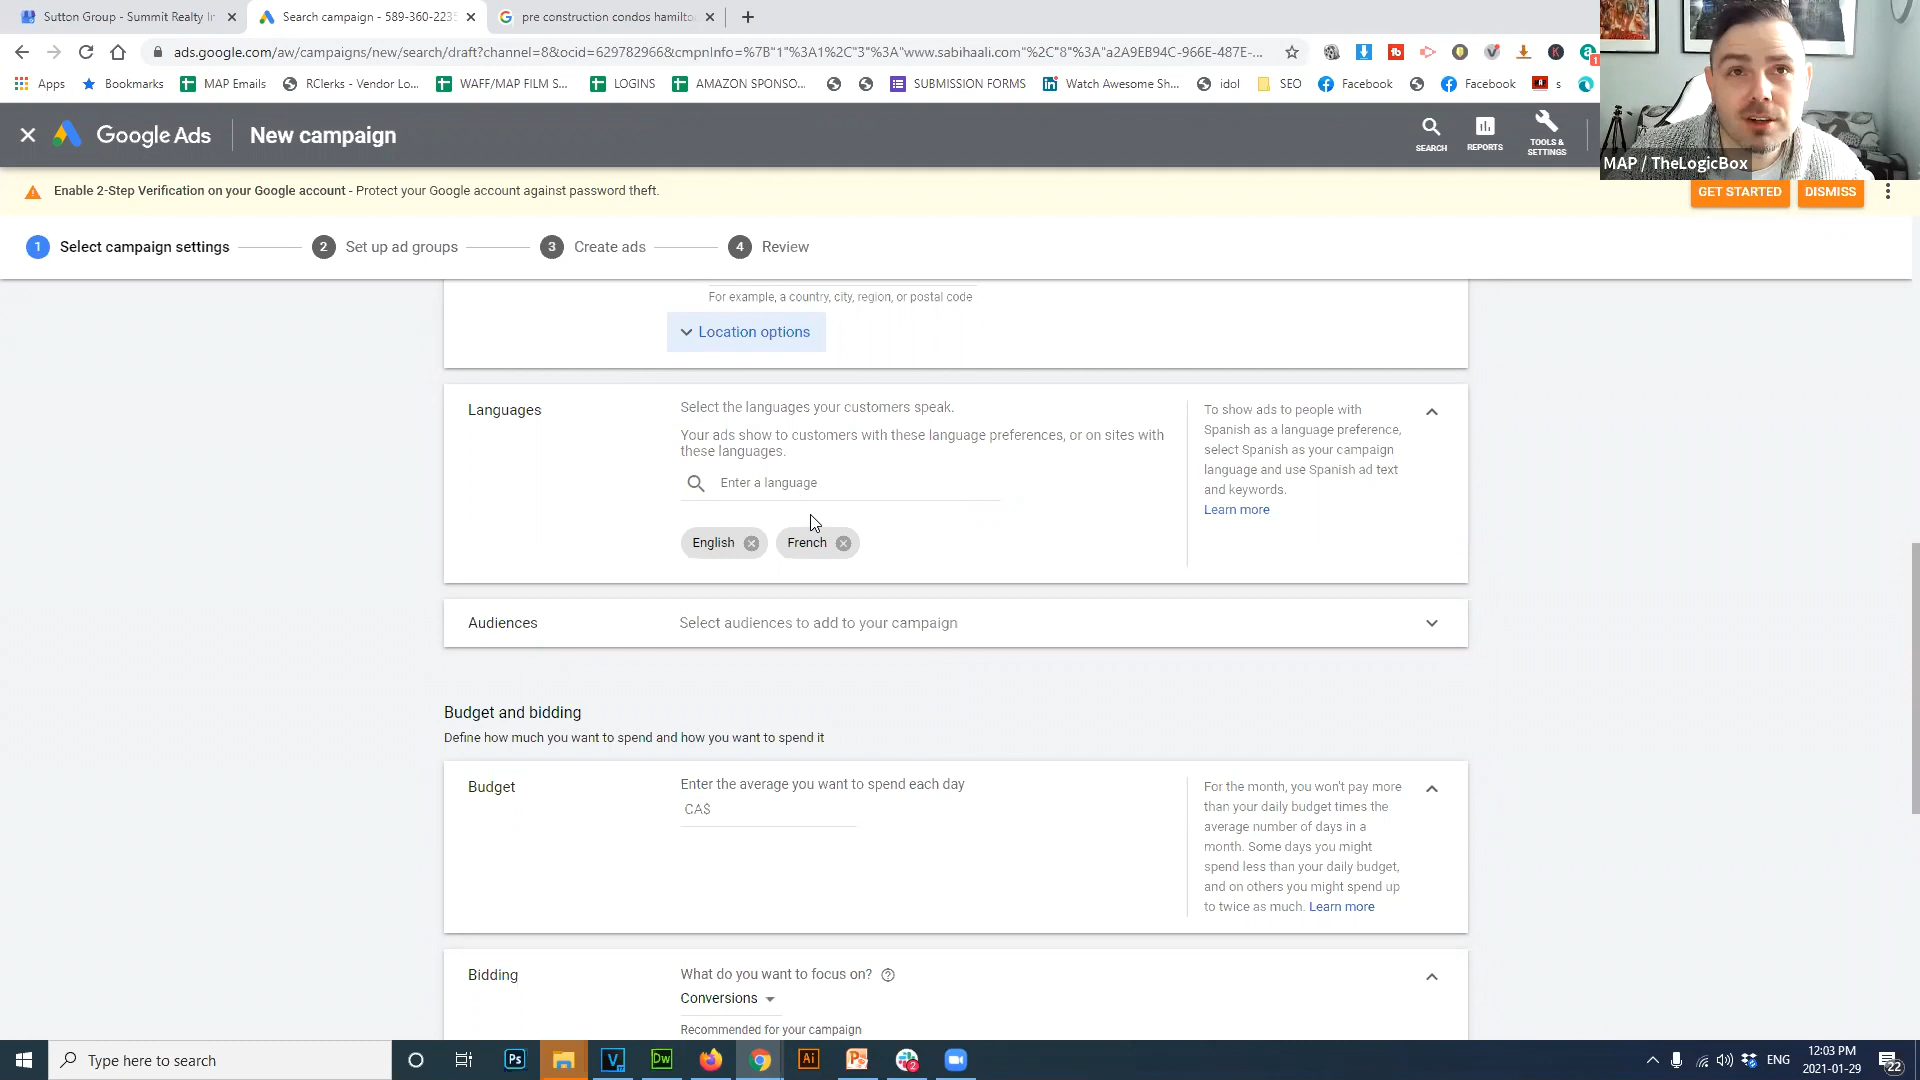 Sutton Group - Summit Realty In
Search campaign - 589-360-2235
pre construction condos hamilto
ads.google.com/aw/campaigns/new/search/draft?channel=8&ocid=629782966&cmpnInfo=%7B"1"%3A1%2C"3"%3A"www.sabihaali.com"%2C"8"%3A"a2A9EB94C-966E-487E-...
Apps
Bookmarks
MAP Emails
RClerks - Vendor Lo...
WAFF/MAP FILM S...
LOGINS
AMAZON SPONSO...
SUBMISSION FORMS
Watch Awesome Sh...
idol
SEO
Facebook
Facebook
s
Google Ads
New campaign
SEARCH
REPORTS
TOOLS &
SETTINGS
MAP / TheLogicBox
Enable 2-Step Verification on your Google account - Protect your Google account against password theft.
GET STARTED
DISMISS
1 Select campaign settings
2 Set up ad groups
3 Create ads
4 Review
For example, a country, city, region, or postal code
Location options
Languages
Select the languages your customers speak.
Your ads show to customers with these language preferences, or on sites with
these languages.
Enter a language
English
French
To show ads to people with
Spanish as a language preference,
select Spanish as your campaign
language and use Spanish ad text
and keywords.
Learn more
Audiences
Select audiences to add to your campaign
Budget and bidding
Define how much you want to spend and how you want to spend it
Budget
Enter the average you want to spend each day
CA$
For the month, you won't pay more
than your daily budget times the
average number of days in a
month. Some days you might
spend less than your daily budget,
and on others you might spend up
to twice as much. Learn more
Bidding
What do you want to focus on?
Conversions
Recommended for your campaign
Type here to search
Ps
V
Dw
Ai
P
2
ENG
12:03 PM
2021-01-29
22